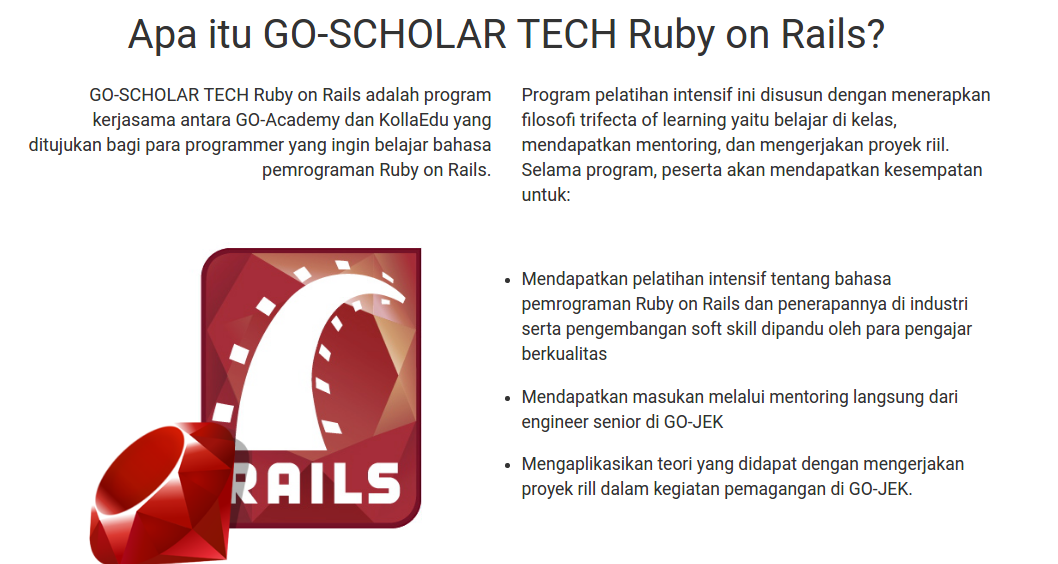 Apa itu GO-SCHOLAR TECH Ruby on Rails?
GO-SCHOLAR TECH Ruby on Rails adalah program
kerjasama antara GO-Academy dan KollaEdu yang
ditujukan bagi para programmer yang ingin belajar bahasa
pemrograman Ruby on Rails.
Program pelatihan intensif ini disusun dengan menerapkan
filosofi trifecta of learning yaitu belajar di kelas,
mendapatkan mentoring, dan mengerjakan proyek riil.
Selama program, peserta akan mendapatkan kesempatan
untuk:
RAILS
• Mendapatkan pelatihan intensif tentang bahasa
pemrograman Ruby on Rails dan penerapannya di industri
serta pengembangan soft skill dipandu oleh para pengajar
berkualitas
• Mendapatkan masukan melalui mentoring langsung dari
engineer senior di GO-JEK
• Mengaplikasikan teori yang didapat dengan mengerjakan
proyek rill dalam kegiatan pemagangan di GO-JEK.